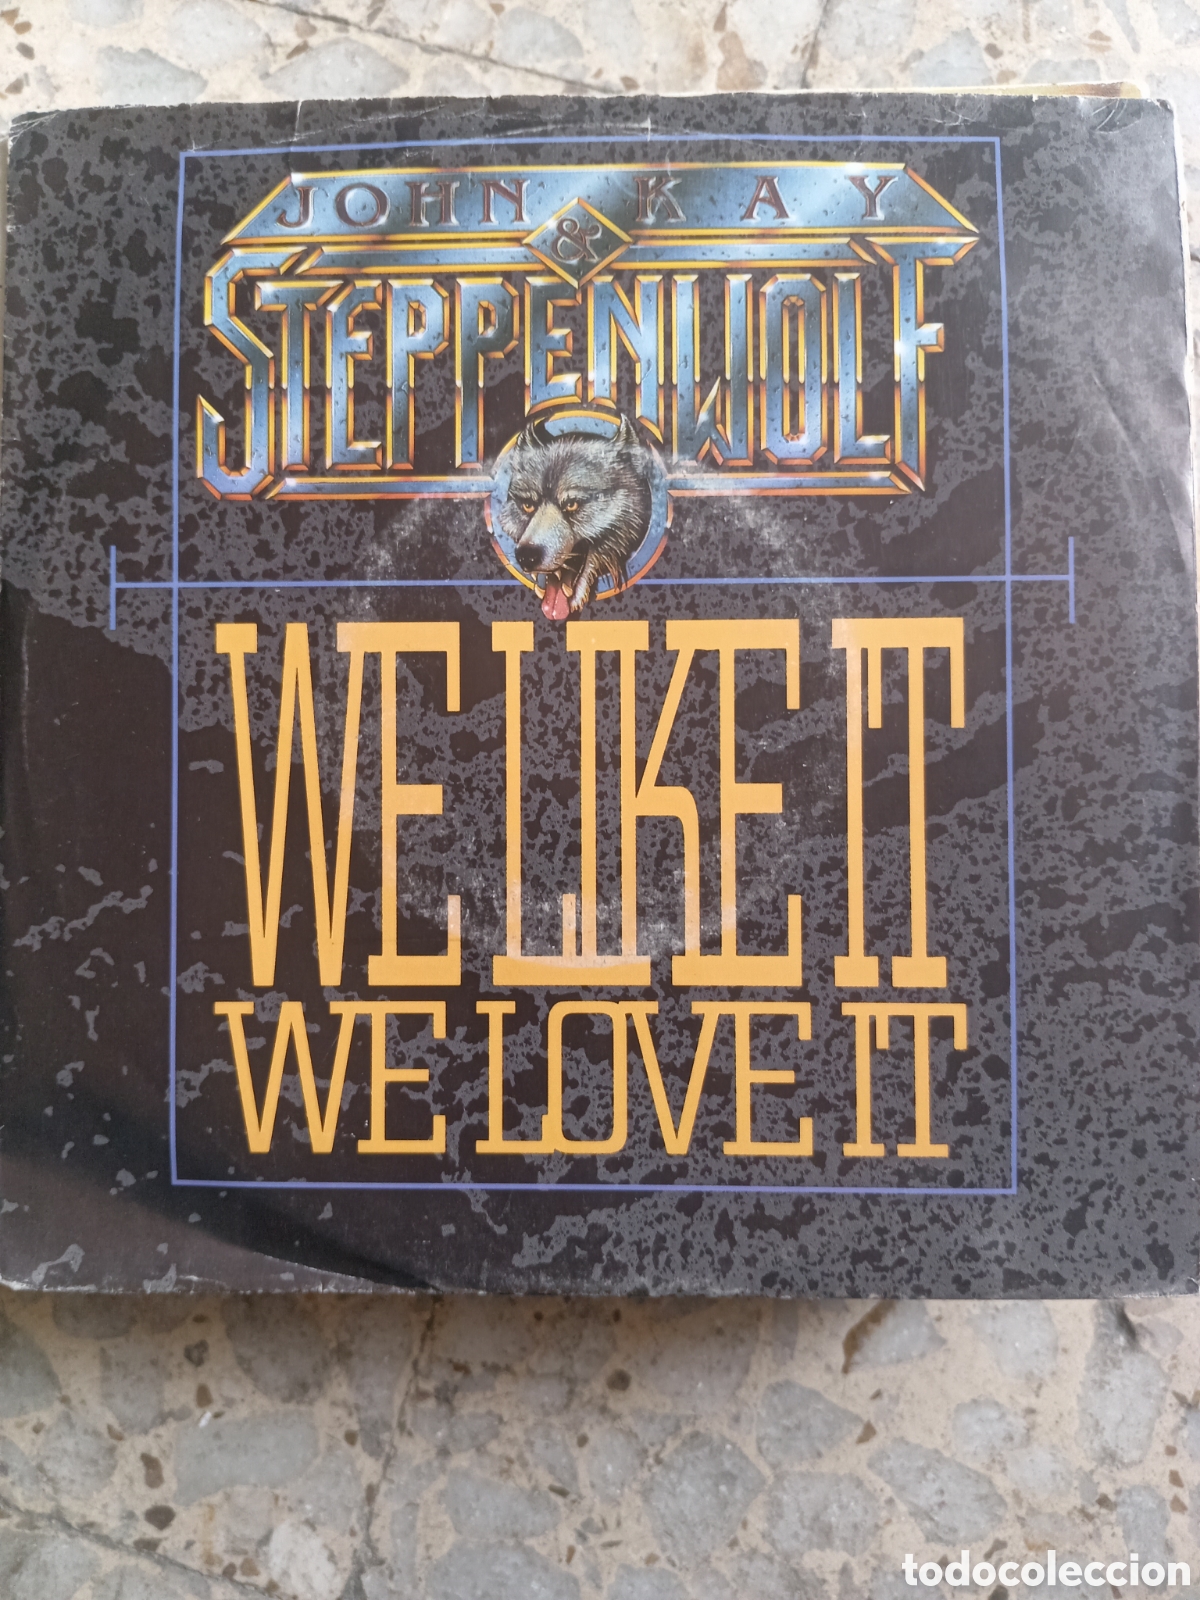 JOHN KAY
&
STEPPENWOLF
WE LIKE IT
WE LOVE IT
todocoleccion